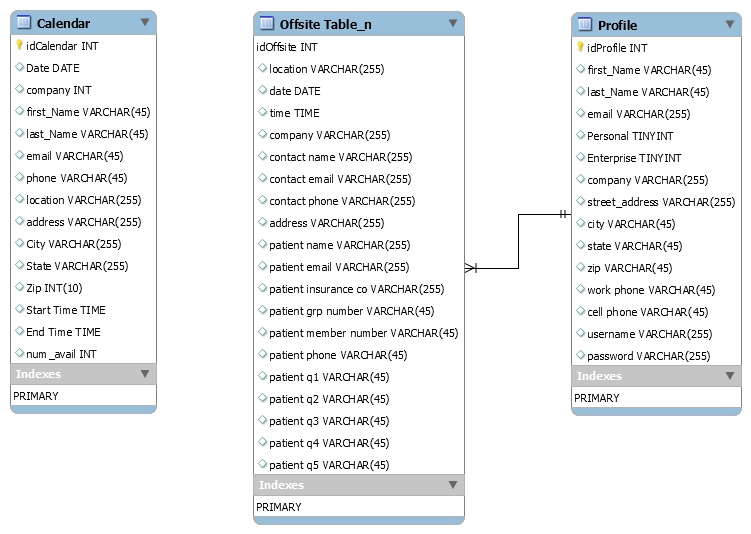 Calendar
idCalendar INT
Date DATE
company INT
first_Name VARCHAR(45)
last_Name VARCHAR(45)
email VARCHAR(45)
phone VARCHAR(45)
location VARCHAR(255)
address VARCHAR(255)
City VARCHAR(255)
State VARCHAR(255)
Zip INT(10)
Start Time TIME
End Time TIME
num_avail INT
Indexes
PRIMARY
Offsite Table_n
idOffsite INT
location VARCHAR(255)
date DATE
time TIME
company VARCHAR(255)
contact name VARCHAR(255)
contact email VARCHAR(255)
contact phone VARCHAR(255)
address VARCHAR(255)
patient name VARCHAR(255)
patient email VARCHAR(255)
patient insurance co VARCHAR(255)
patient grp number VARCHAR(45)
patient member number VARCHAR(45)
patient phone VARCHAR(45)
patient q1 VARCHAR(45)
patient q2 VARCHAR(45)
patient q3 VARCHAR(45)
patient q4 VARCHAR(45)
patient q5 VARCHAR(45)
Indexes
PRIMARY
Profile
idProfile INT
first_Name VARCHAR(45)
last_Name VARCHAR(45)
email VARCHAR(255)
Personal TINYINT
Enterprise TINYINT
company VARCHAR(255)
street_address VARCHAR(255)
city VARCHAR(45)
state VARCHAR(45)
zip VARCHAR(45)
work phone VARCHAR(45)
cell phone VARCHAR(45)
username VARCHAR(255)
password VARCHAR(255)
Indexes
PRIMARY